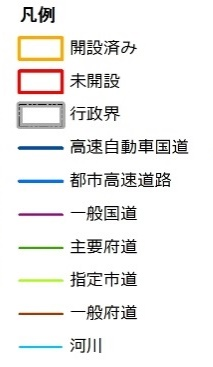 凡例
開設済み
未開設
行政界
高速自動車国道
都市高速道路
一般国道
主要府道
指定市道
一般府道
河川